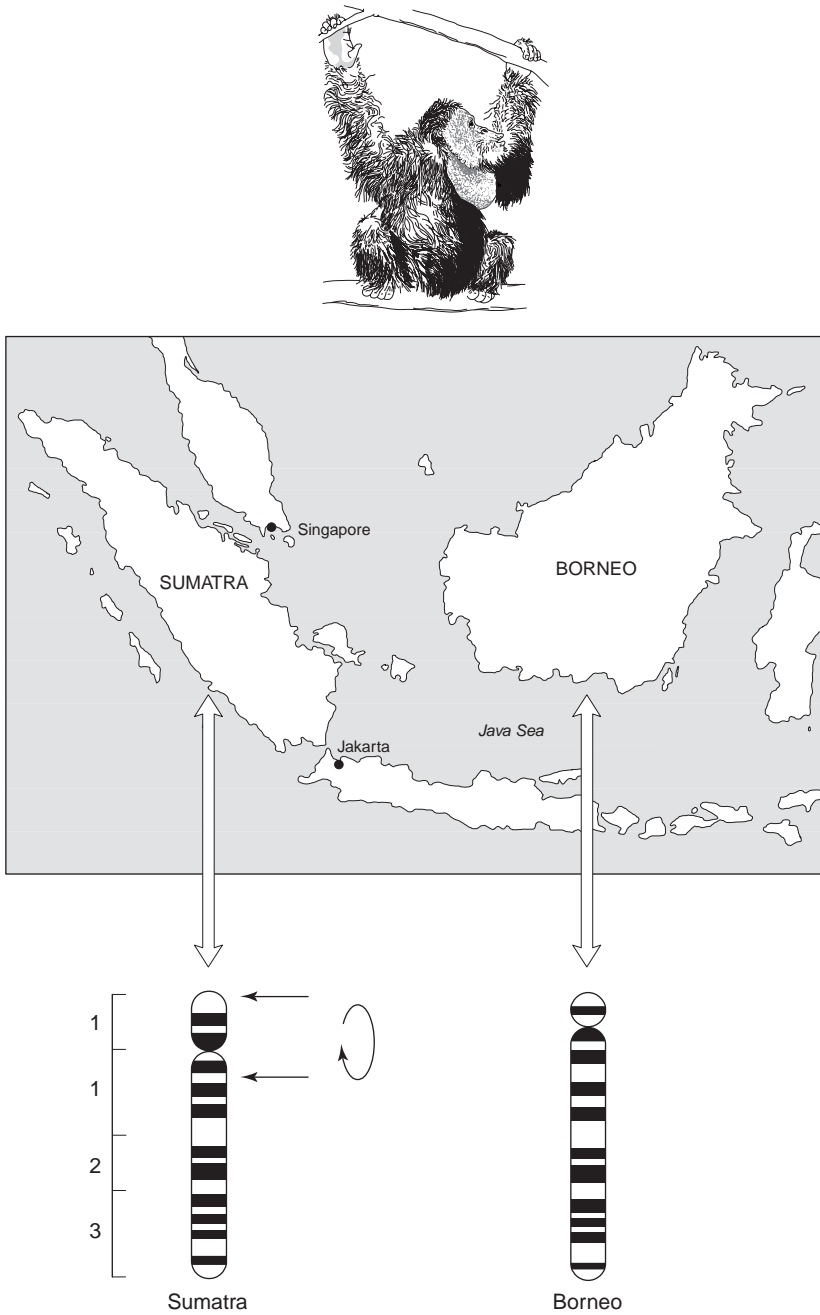 Singapore
SUMATRA
BORNEO
Java Sea
Jakarta
1
1
2
3
Sumatra
Borneo